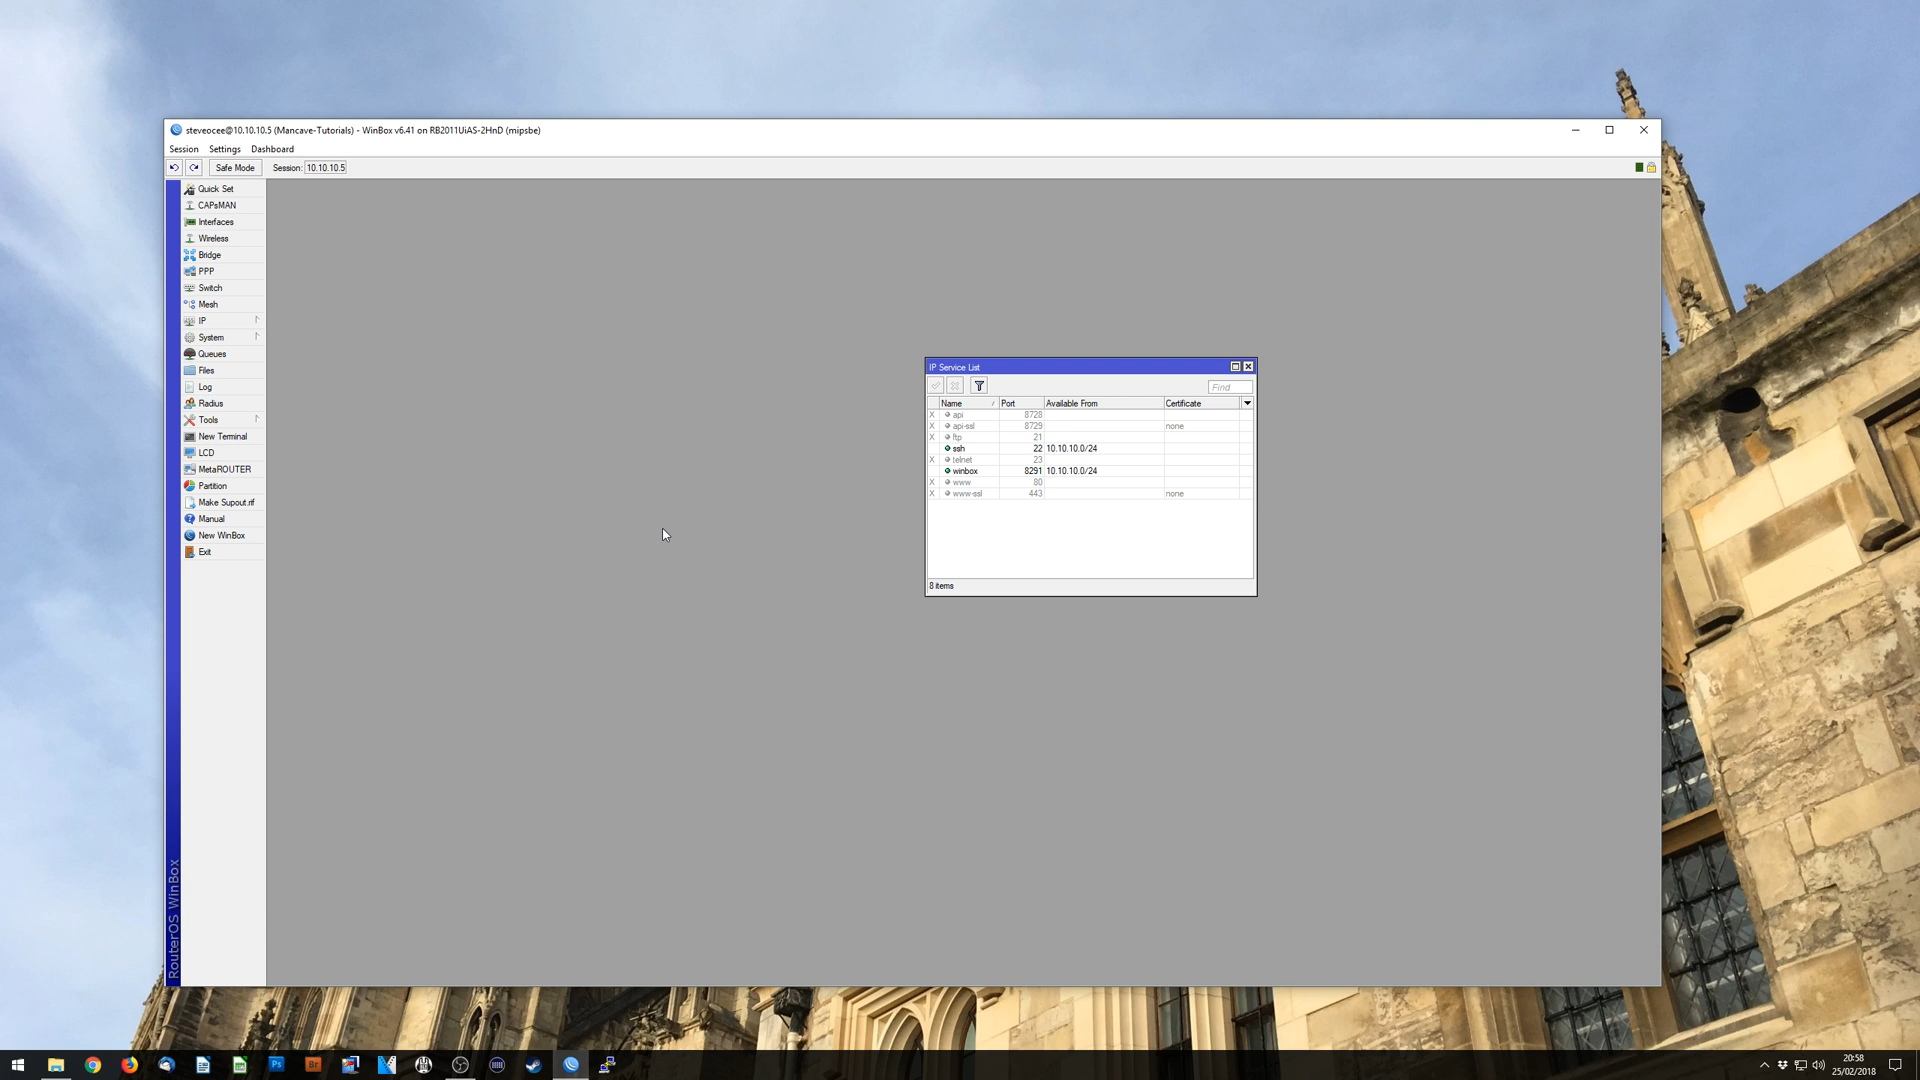 steveocee@10.10.10.5 (Mancave-Tutorials) - WinBox v6.41 on RB2011UiAS-2HnD (mipsbe)
Session Settings Dashboard
Safe Mode Session: 10.10.10.5
Quick Set
CAPsMAN
Interfaces
Wireless
Bridge
PPP
Switch
Mesh
IP
System
Queues
Files
Log
Radius
Tools
New Terminal
LCD
MetaROUTER
Partition
Make Supout.rif
Manual
New WinBox
Exit
RouterOS WinBox
IP Service List
Find
Name Port Available From Certificate
X api 8728
X api-ssl 8729 none
X ftp 21
ssh 22 10.10.10.0/24
X telnet 23
winbox 8291 10.10.10.0/24
X www 80
X www-ssl 443 none
8 items
Ps Br
20:58
25/02/2018